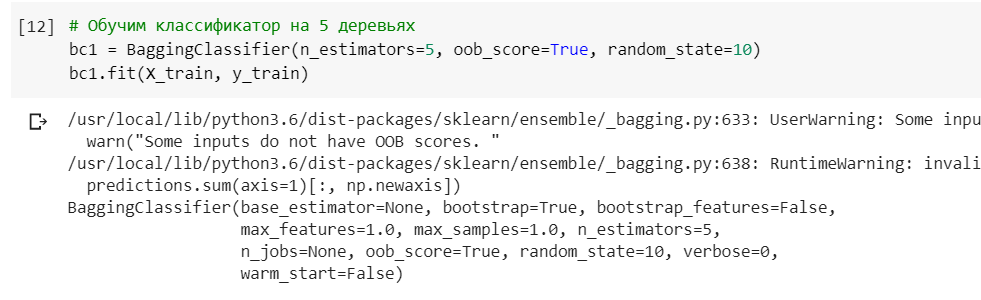 [12] # Обучим классификатор на 5 деревьях
bc1 = BaggingClassifier(n_estimators=5, oob_score=True, random_state=10)
bc1.fit(X_train, y_train)
/usr/local/lib/python3.6/dist-packages/sklearn/ensemble/_bagging.py:633: UserWarning: Some inpu
warn("Some inputs do not have OOB scores. "
/usr/local/lib/python3.6/dist-packages/sklearn/ensemble/_bagging.py:638: RuntimeWarning: invali
predictions.sum(axis=1)[:, np.newaxis])
BaggingClassifier(base_estimator=None, bootstrap=True, bootstrap_features=False,
max_features=1.0, max_samples=1.0, n_estimators=5,
n_jobs=None, oob_score=True, random_state=10, verbose=0,
warm_start=False)